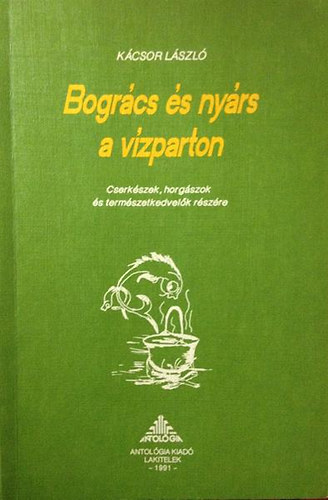 KÁCSOR LÁSZLÓ
Bogrács és nyárs
a vízparton
Cserkészek, horgászok
és természetkedvelők részére
ANTOLÓGIA
ANTOLÓGIA KIADÓ
LAKITELEK
- 1991 -